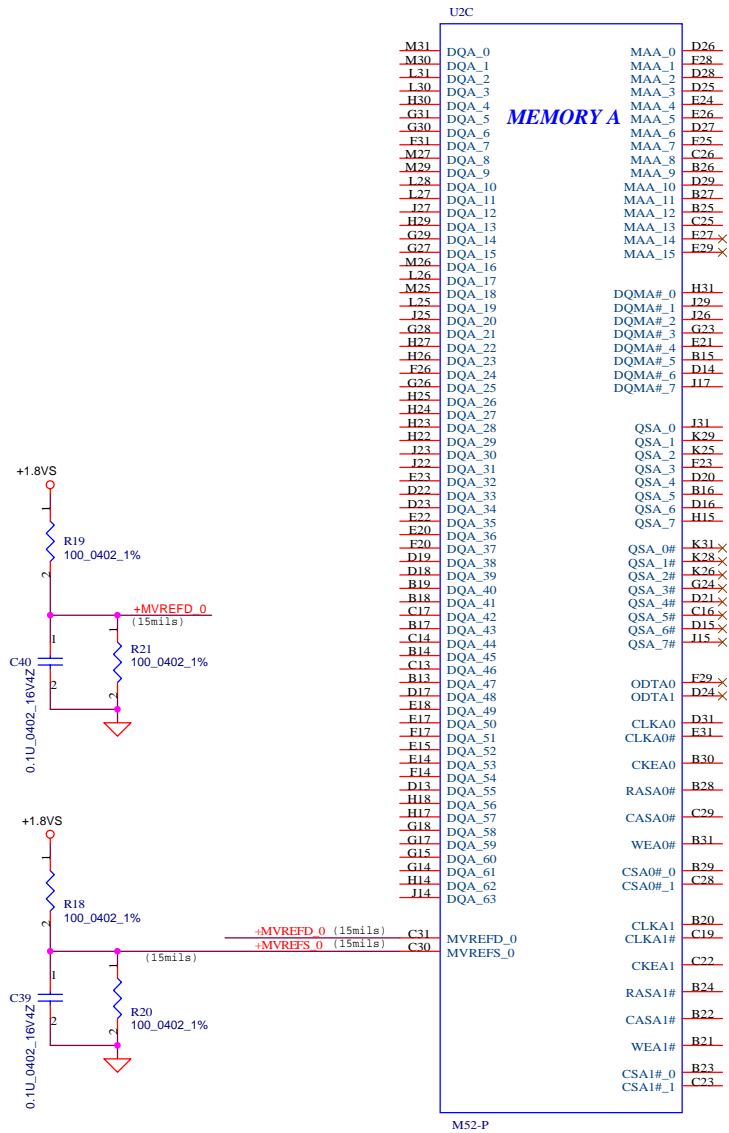 U2C
MEMORY A
M31 DQA_0
M30 DQA_1
L31 DQA_2
L30 DQA_3
H30 DQA_4
G31 DQA_5
G30 DQA_6
F31 DQA_7
M27 DQA_8
M29 DQA_9
L28 DQA_10
L27 DQA_11
J27 DQA_12
H29 DQA_13
G29 DQA_14
G27 DQA_15
M26 DQA_16
L26 DQA_17
M25 DQA_18
L25 DQA_19
J25 DQA_20
G28 DQA_21
H27 DQA_22
H26 DQA_23
F26 DQA_24
G26 DQA_25
H25 DQA_26
H24 DQA_27
H23 DQA_28
H22 DQA_29
J23 DQA_30
J22 DQA_31
E23 DQA_32
D22 DQA_33
D23 DQA_34
E22 DQA_35
E20 DQA_36
F20 DQA_37
D19 DQA_38
D18 DQA_39
B19 DQA_40
B18 DQA_41
C17 DQA_42
B17 DQA_43
C14 DQA_44
B14 DQA_45
C13 DQA_46
B13 DQA_47
D17 DQA_48
E18 DQA_49
E17 DQA_50
F17 DQA_51
E15 DQA_52
E14 DQA_53
F14 DQA_54
D13 DQA_55
H18 DQA_56
H17 DQA_57
G18 DQA_58
G17 DQA_59
G15 DQA_60
G14 DQA_61
H14 DQA_62
J14 DQA_63
+MVREFD_0 (15mils) C31 MVREFD_0
+MVREFS_0 (15mils) C30 MVREFS_0
MAA_0 D26
MAA_1 F28
MAA_2 D28
MAA_3 D25
MAA_4 E24
MAA_5 E26
MAA_6 D27
MAA_7 F25
MAA_8 C26
MAA_9 B26
MAA_10 D29
MAA_11 B27
MAA_12 B25
MAA_13 C25
MAA_14 E27
MAA_15 E29
DQMA#_0 H31
DQMA#_1 J29
DQMA#_2 J26
DQMA#_3 G23
DQMA#_4 E21
DQMA#_5 B15
DQMA#_6 D14
DQMA#_7 J17
QSA_0 J31
QSA_1 K29
QSA_2 K25
QSA_3 F23
QSA_4 D20
QSA_5 B16
QSA_6 D16
QSA_7 H15
QSA_0# K31
QSA_1# K28
QSA_2# K26
QSA_3# G24
QSA_4# D21
QSA_5# C16
QSA_6# D15
QSA_7# J15
ODTA0 F29
ODTA1 D24
CLKA0 D31
CLKA0# E31
CKEA0 B30
RASA0# B28
CASA0# C29
WEA0# B31
CSA0#_0 B29
CSA0#_1 C28
CLKA1 B20
CLKA1# C19
CKEA1 C22
RASA1# B24
CASA1# B22
WEA1# B21
CSA1#_0 B23
CSA1#_1 C23
M52-P
+1.8VS
1
R19
100_0402_1%
2
+MVREFD_0
(15mils)
1
C40
2
0.1U_0402_16V4Z
1
R21
100_0402_1%
2
+1.8VS
1
R18
100_0402_1%
2
(15mils)
1
C39
2
0.1U_0402_16V4Z
1
R20
100_0402_1%
2